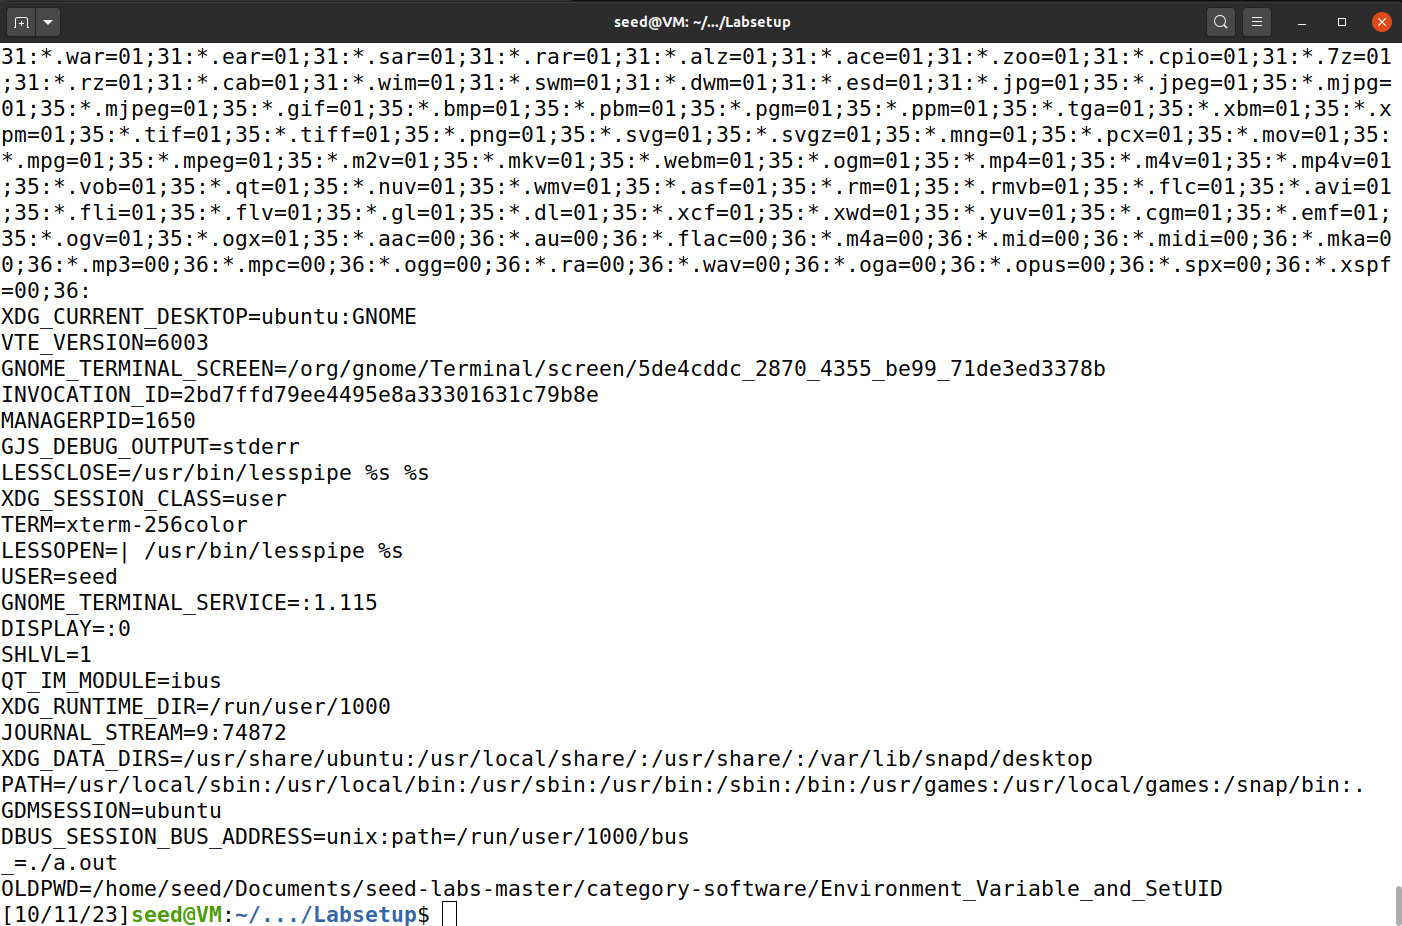 seed@VM: ~/.../Labsetup
31:*.war=01;31:*.ear=01;31:*.sar=01;31:*.rar=01;31:*.alz=01;31:*.ace=01;31:*.zoo=01;31:*.cpio=01;31:*.7z=01
;31:*.rz=01;31:*.cab=01;31:*.wim=01;31:*.swm=01;31:*.dwm=01;31:*.esd=01;31:*.jpg=01;35:*.jpeg=01;35:*.mjpg=
01;35:*.mjpeg=01;35:*.gif=01;35:*.bmp=01;35:*.pbm=01;35:*.pgm=01;35:*.ppm=01;35:*.tga=01;35:*.xbm=01;35:*.x
pm=01;35:*.tif=01;35:*.tiff=01;35:*.png=01;35:*.svg=01;35:*.svgz=01;35:*.mng=01;35:*.pcx=01;35:*.mov=01;35:
*.mpg=01;35:*.mpeg=01;35:*.m2v=01;35:*.mkv=01;35:*.webm=01;35:*.ogm=01;35:*.mp4=01;35:*.m4v=01;35:*.mp4v=01
;35:*.vob=01;35:*.qt=01;35:*.nuv=01;35:*.wmv=01;35:*.asf=01;35:*.rm=01;35:*.rmvb=01;35:*.flc=01;35:*.avi=01
;35:*.fli=01;35:*.flv=01;35:*.gl=01;35:*.dl=01;35:*.xcf=01;35:*.xwd=01;35:*.yuv=01;35:*.cgm=01;35:*.emf=01;
35:*.ogv=01;35:*.ogx=01;35:*.aac=00;36:*.au=00;36:*.flac=00;36:*.m4a=00;36:*.mid=00;36:*.midi=00;36:*.mka=0
0;36:*.mp3=00;36:*.mpc=00;36:*.ogg=00;36:*.ra=00;36:*.wav=00;36:*.oga=00;36:*.opus=00;36:*.spx=00;36:*.xspf
=00;36:
XDG_CURRENT_DESKTOP=ubuntu:GNOME
VTE_VERSION=6003
GNOME_TERMINAL_SCREEN=/org/gnome/Terminal/screen/5de4cddc_2870_4355_be99_71de3ed3378b
INVOCATION_ID=2bd7ffd79ee4495e8a33301631c79b8e
MANAGERPID=1650
GJS_DEBUG_OUTPUT=stderr
LESSCLOSE=/usr/bin/lesspipe %s %s
XDG_SESSION_CLASS=user
TERM=xterm-256color
LESSOPEN=| /usr/bin/lesspipe %s
USER=seed
GNOME_TERMINAL_SERVICE=:1.115
DISPLAY=:0
SHLVL=1
QT_IM_MODULE=ibus
XDG_RUNTIME_DIR=/run/user/1000
JOURNAL_STREAM=9:74872
XDG_DATA_DIRS=/usr/share/ubuntu:/usr/local/share/:/usr/share/:/var/lib/snapd/desktop
PATH=/usr/local/sbin:/usr/local/bin:/usr/sbin:/usr/bin:/sbin:/bin:/usr/games:/usr/local/games:/snap/bin:.
GDMSESSION=ubuntu
DBUS_SESSION_BUS_ADDRESS=unix:path=/run/user/1000/bus
_=./a.out
OLDPWD=/home/seed/Documents/seed-labs-master/category-software/Environment_Variable_and_SetUID
[10/11/23]seed@VM:~/.../Labsetup$